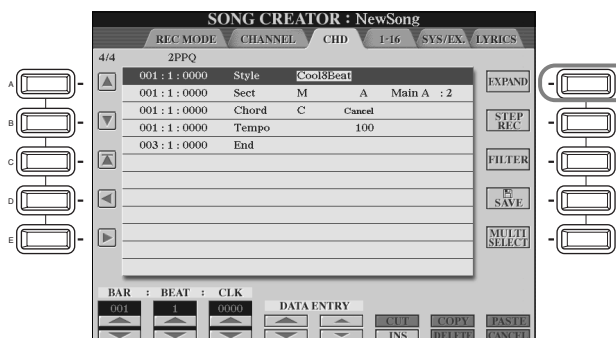 SONG CREATOR : NewSong
REC MODE CHANNEL CHD 1-16 SYS/EX. LYRICS
4/4 2PPQ
001 : 1 : 0000 Style Cool8Beat
001 : 1 : 0000 Sect M A Main A : 2
001 : 1 : 0000 Chord C Cancel
001 : 1 : 0000 Tempo 100
003 : 1 : 0000 End
A
B
C
D
E
EXPAND
STEP
REC
FILTER
SAVE
MULTI
SELECT
BAR : BEAT : CLK DATA ENTRY
001 1 0000
CUT COPY PASTE
INS DELETE CANCEL